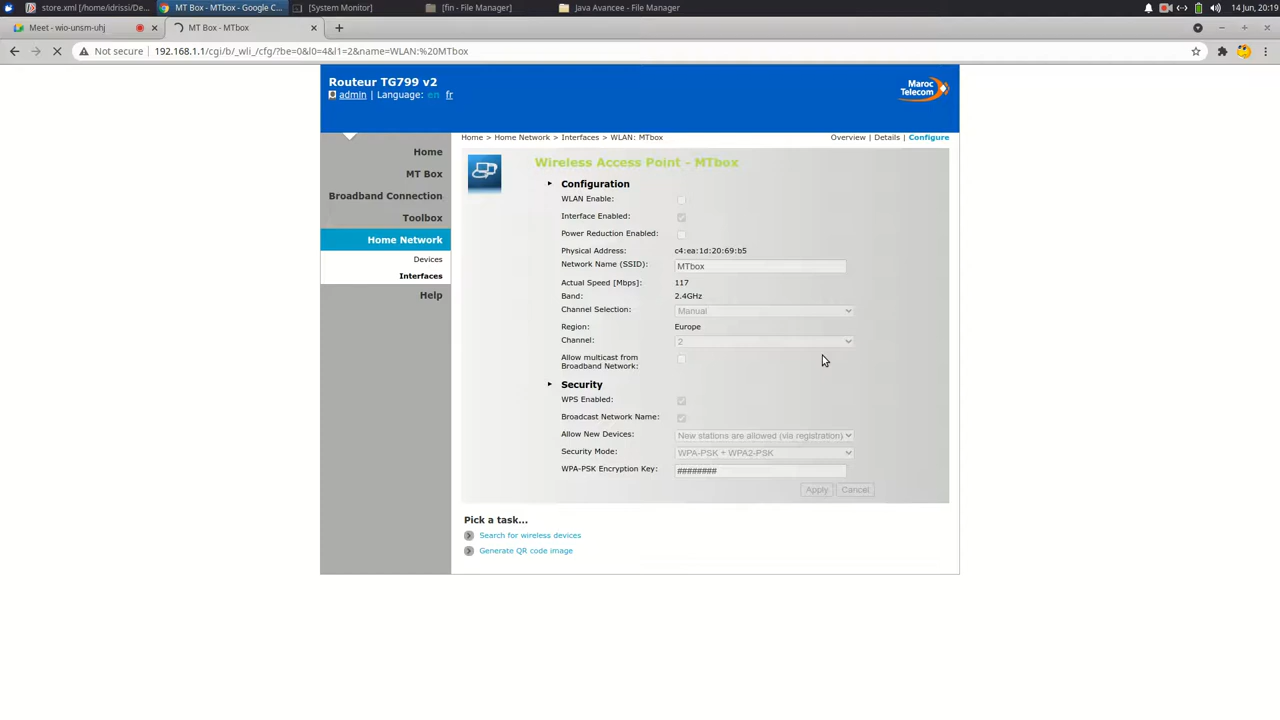 store.xml [/home/idrissi/De...
MT Box - MTbox - Google C...
[System Monitor]
[fin - File Manager]
Java Avancee - File Manager
14 Jun, 20:19
Meet - wio-unsm-uhj
MT Box - MTbox
Not secure
192.168.1.1/cgi/b/_wli_/cfg/?be=0&l0=4&l1=2&name=WLAN:%20MTbox
Routeur TG799 v2
admin | Language: en fr
Maroc Telecom
Home > Home Network > Interfaces > WLAN: MTbox
Overview | Details | Configure
Home
MT Box
Broadband Connection
Toolbox
Home Network
Devices
Interfaces
Help
Wireless Access Point - MTbox
Configuration
WLAN Enable:
Interface Enabled:
Power Reduction Enabled:
Physical Address: c4:ea:1d:20:69:b5
Network Name (SSID): MTbox
Actual Speed [Mbps]: 117
Band: 2.4GHz
Channel Selection: Manual
Region: Europe
Channel: 2
Allow multicast from
Broadband Network:
Security
WPS Enabled:
Broadcast Network Name:
Allow New Devices: New stations are allowed (via registration)
Security Mode: WPA-PSK + WPA2-PSK
WPA-PSK Encryption Key: ########
Apply Cancel
Pick a task...
Search for wireless devices
Generate QR code image